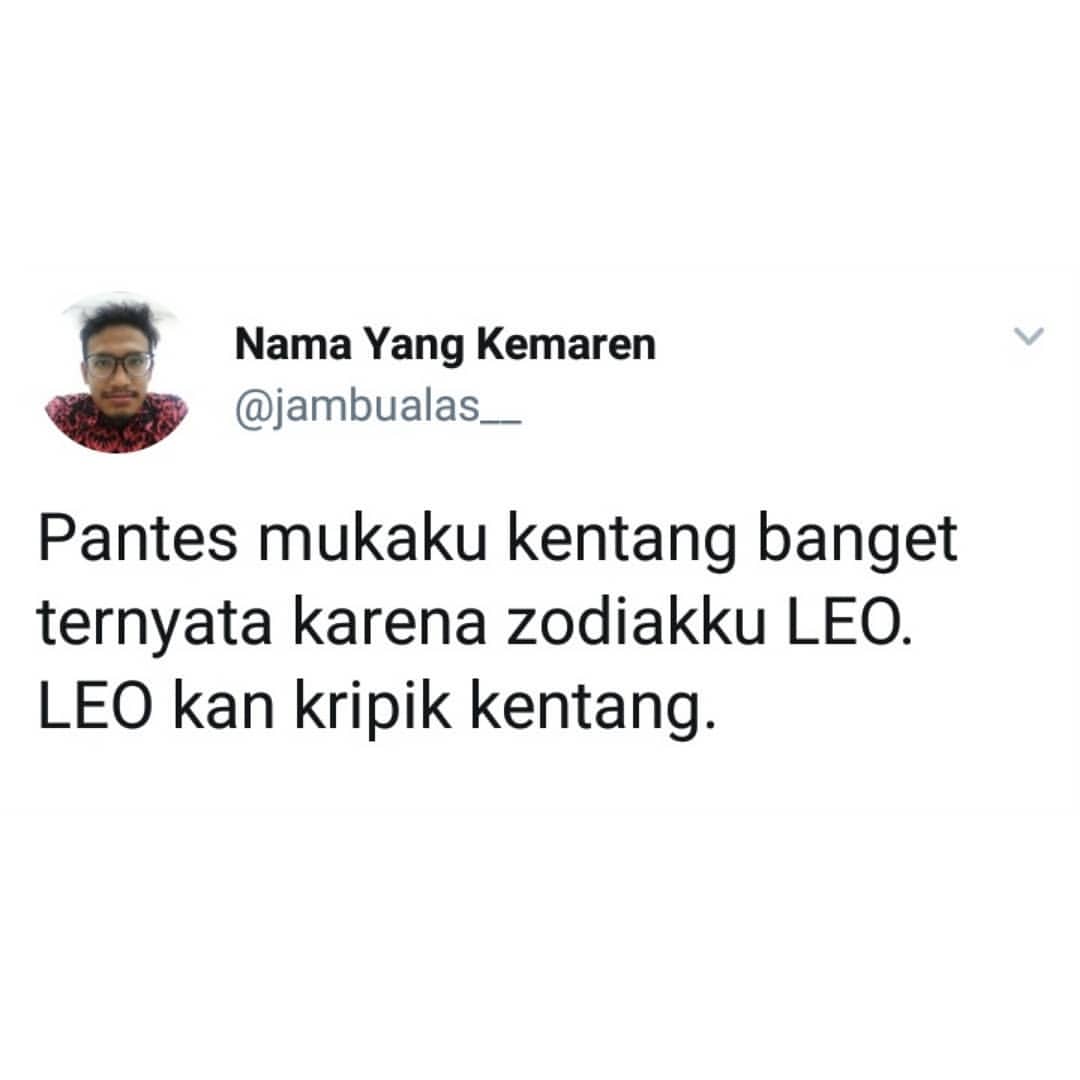 Nama Yang Kemaren
@jambualas__
Pantes mukaku kentang banget
ternyata karena zodiakku LEO.
LEO kan kripik kentang.